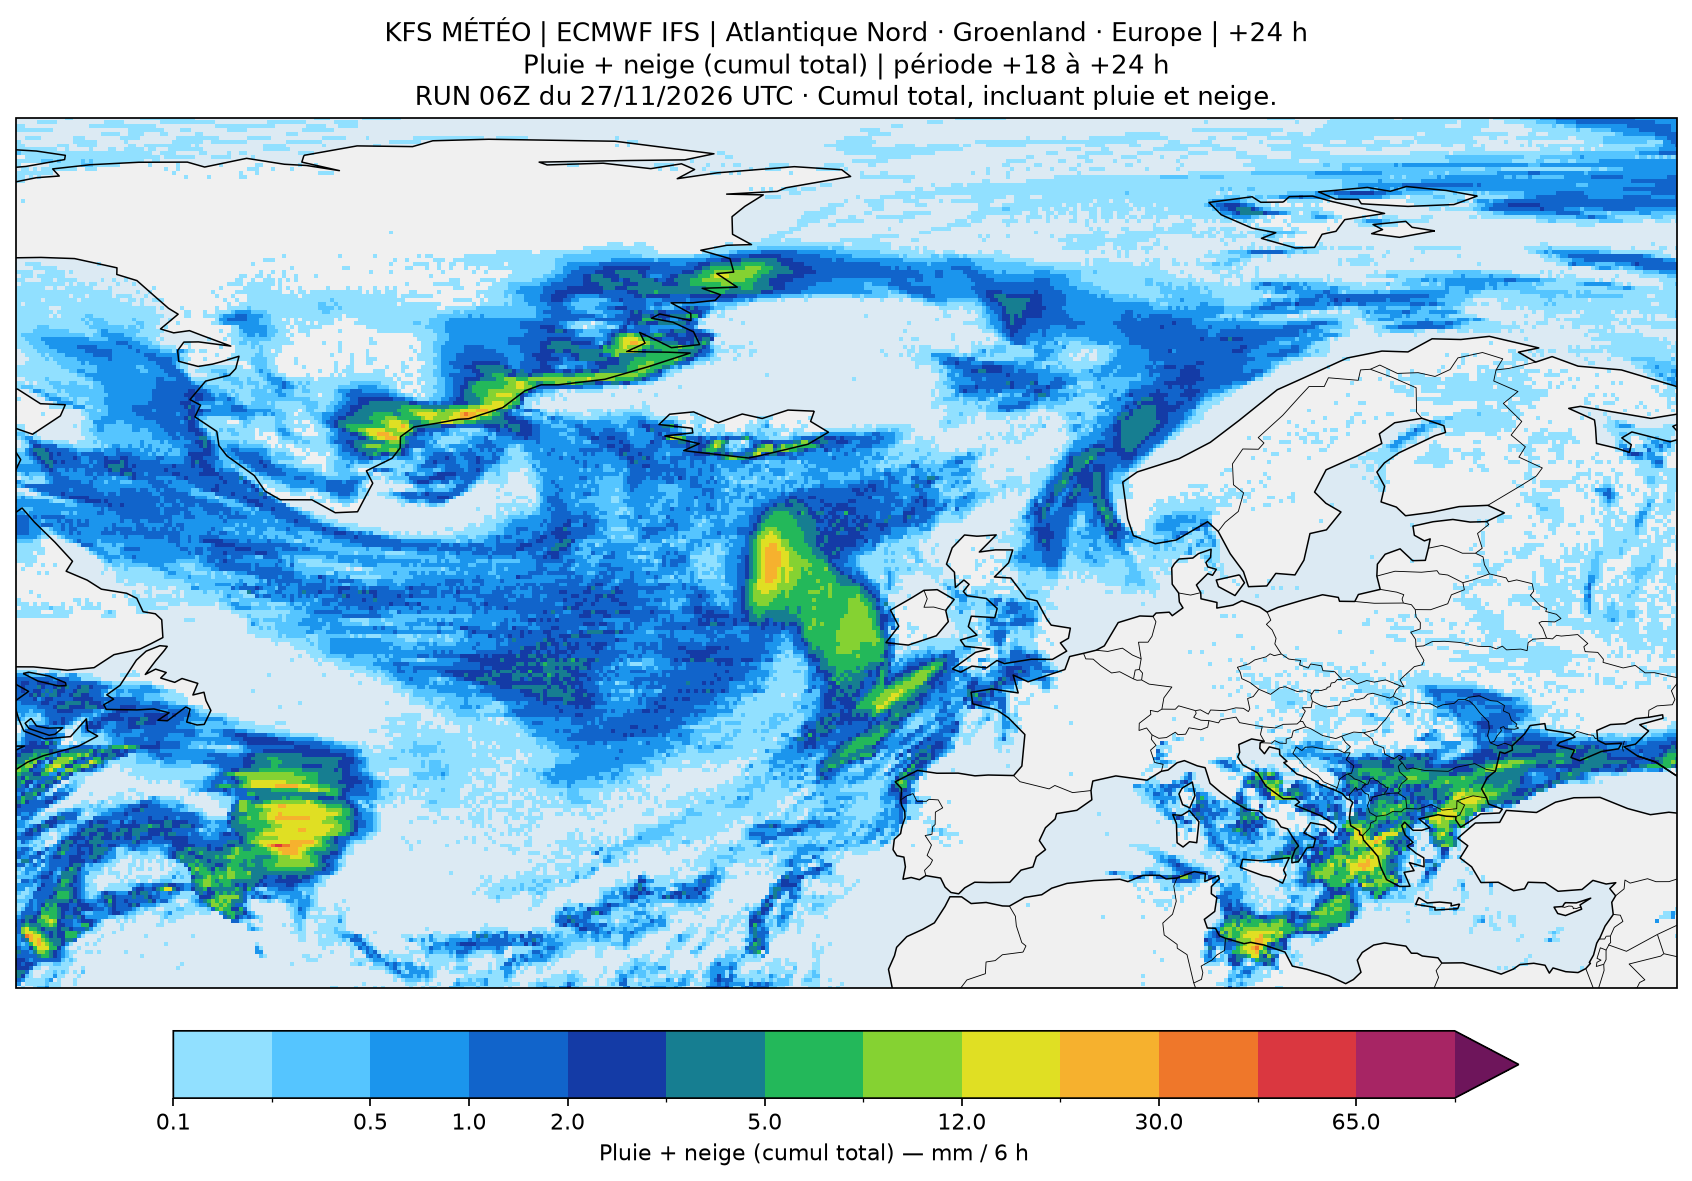 KFS MÉTÉO | ECMWF IFS | Atlantique Nord · Groenland · Europe | +24 h
Pluie + neige (cumul total) | période +18 à +24 h
RUN 06Z du 27/11/2026 UTC · Cumul total, incluant pluie et neige.
0.1 0.5 1.0 2.0 5.0 12.0 30.0 65.0
Pluie + neige (cumul total) — mm / 6 h